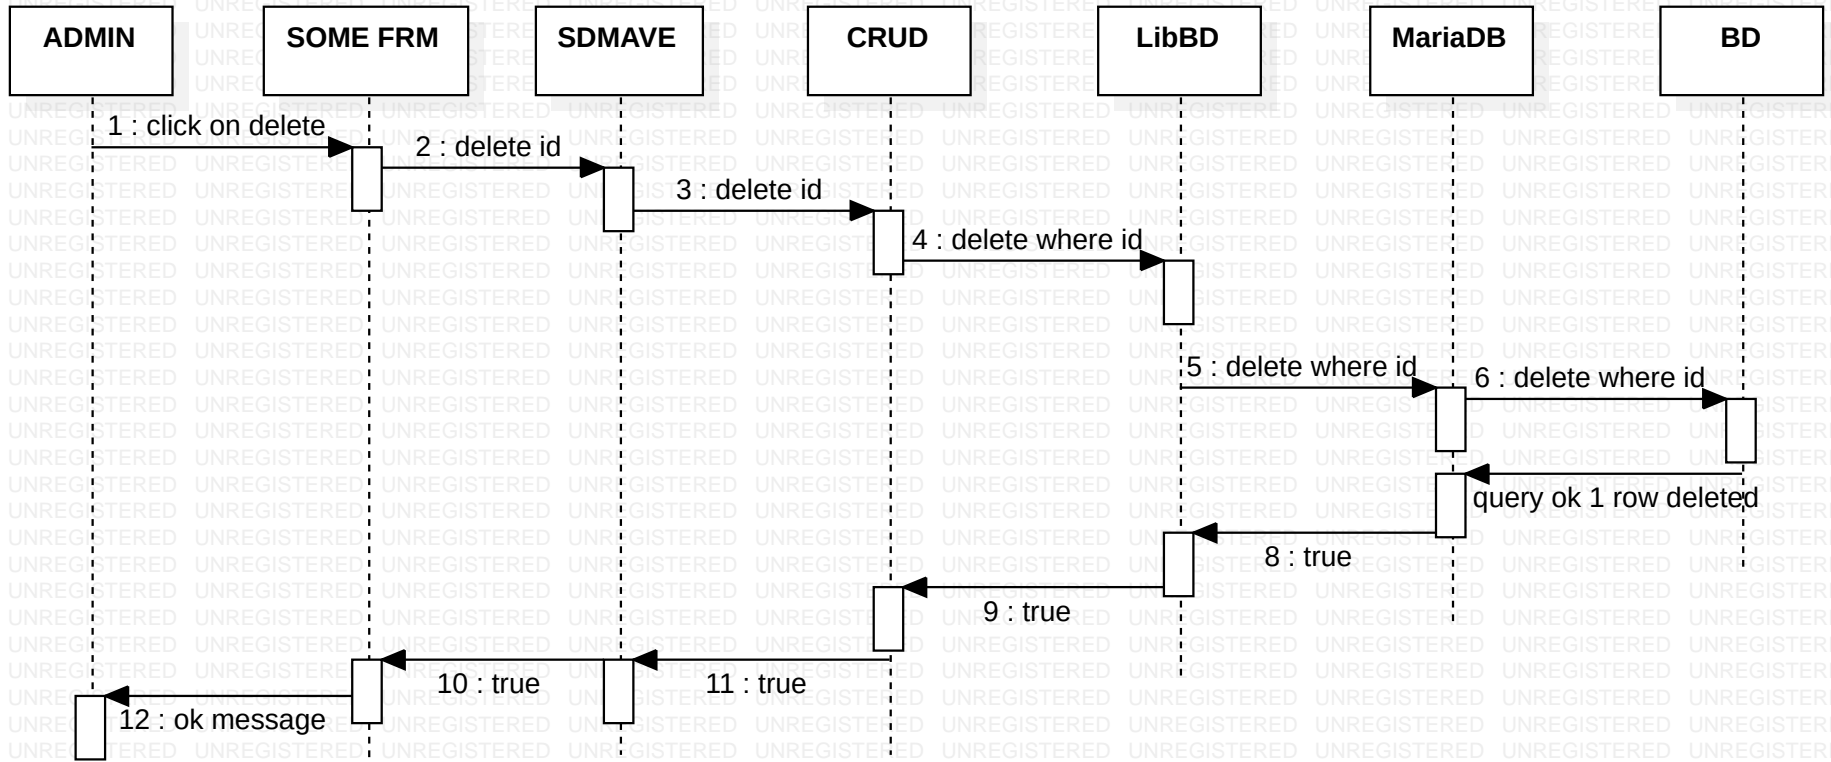 ADMIN
SOME FRM
SDMAVE
CRUD
LibBD
MariaDB
BD
1 : click on delete
2 : delete id
3 : delete id
4 : delete where id
5 : delete where id
6 : delete where id
query ok 1 row deleted
8 : true
9 : true
10 : true
11 : true
12 : ok message
UNREGISTERED